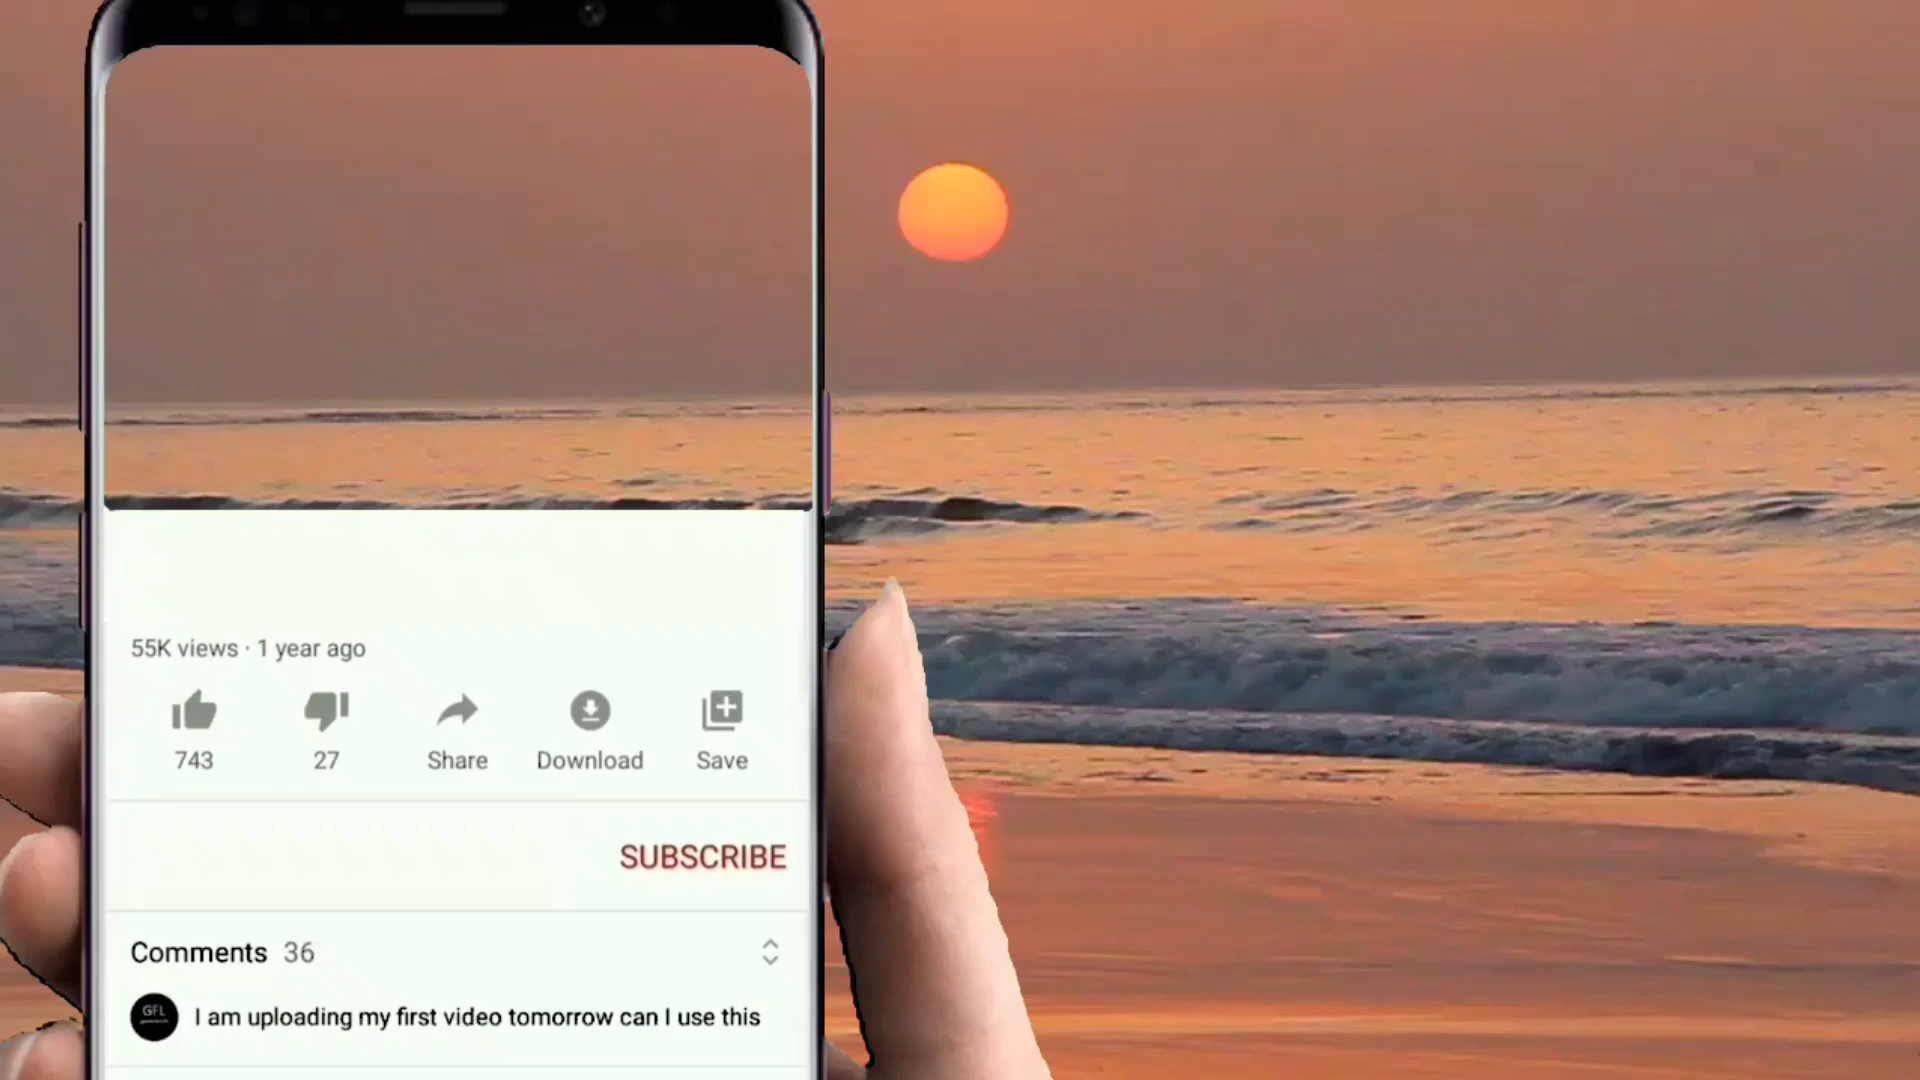 55K views · 1 year ago
743
27
Share
Download
Save
SUBSCRIBE
Comments 36
GFL
I am uploading my first video tomorrow can I use this